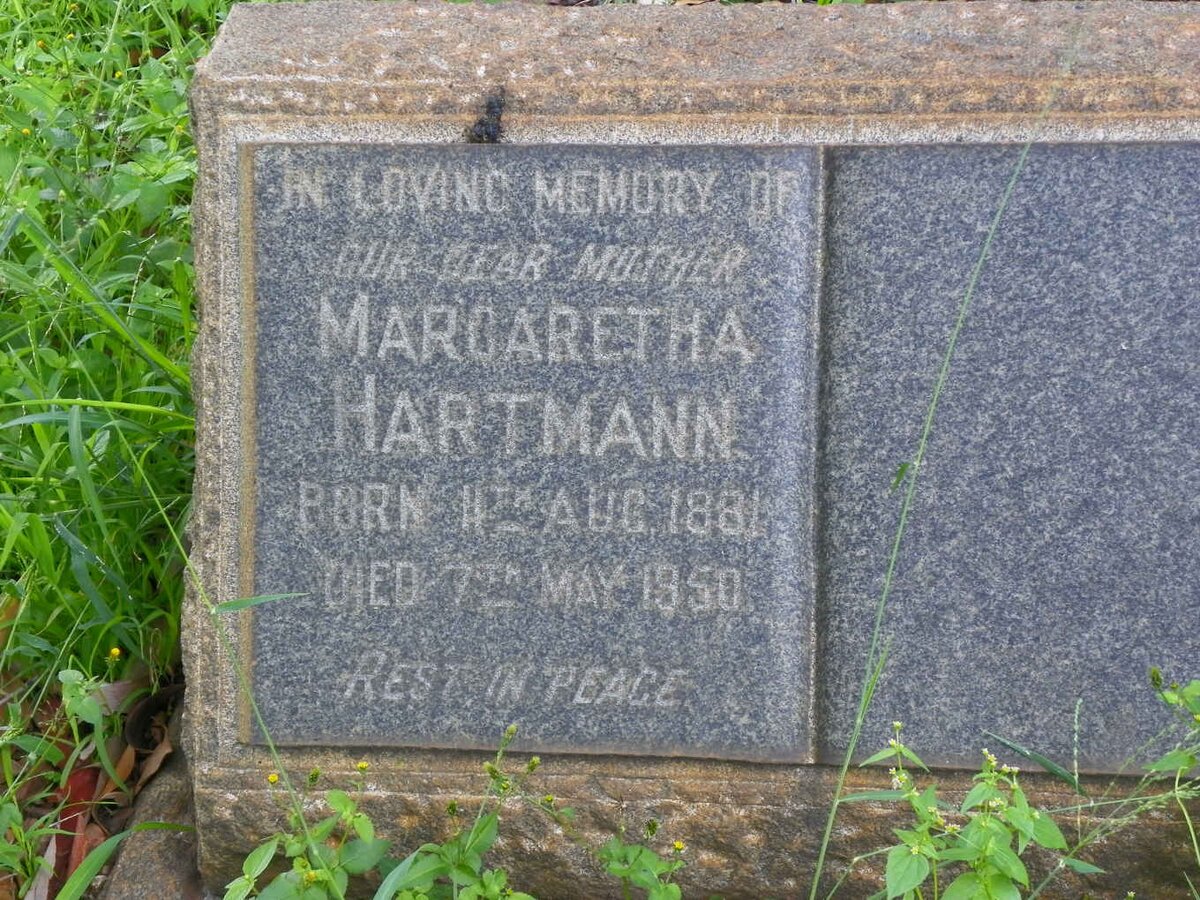 IN LOVING MEMORY OF
OUR DEAR MOTHER
MARGARETHA
HARTMANN
BORN 11TH AUG. 1881
DIED 7TH MAY 1950.
REST IN PEACE